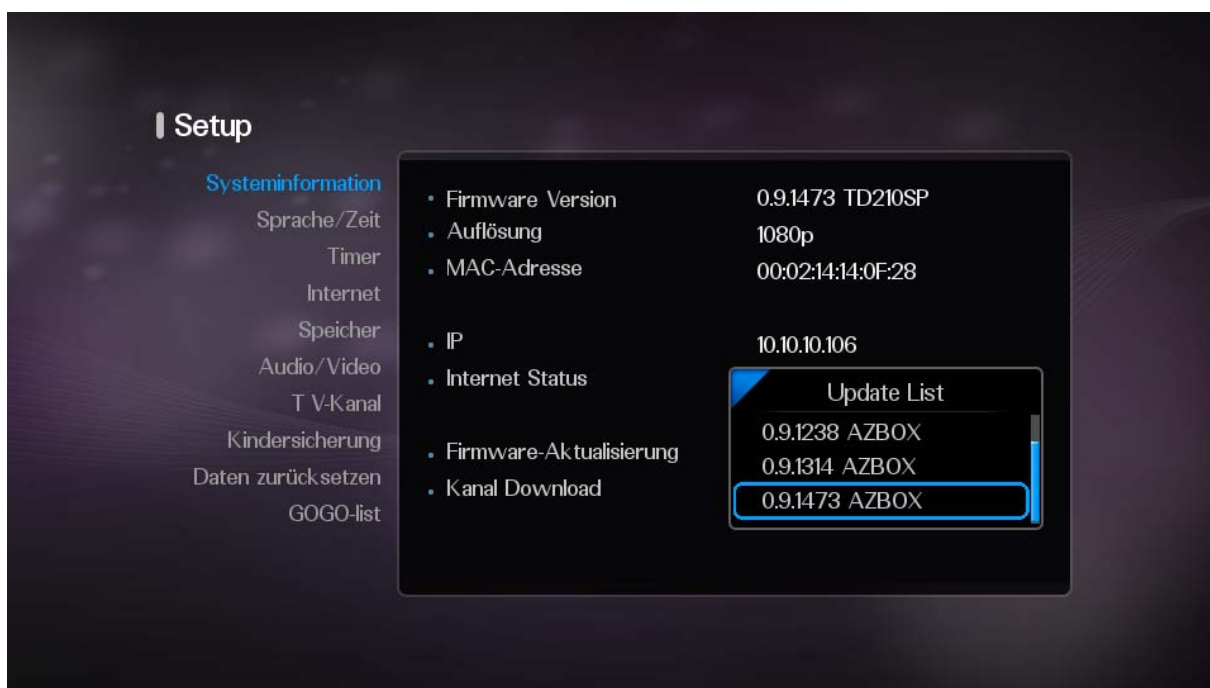 Setup
Systeminformation
Sprache/Zeit
Timer
Internet
Speicher
Audio/Video
T V-Kanal
Kindersicherung
Daten zurücksetzen
GOGO-list
Firmware Version 0.9.1473 TD210SP
Auflösung 1080p
MAC-Adresse 00:02:14:14:0F:28
IP 10.10.10.106
Internet Status
Firmware-Aktualisierung
Kanal Download
Update List
0.9.1238 AZBOX
0.9.1314 AZBOX
0.9.1473 AZBOX